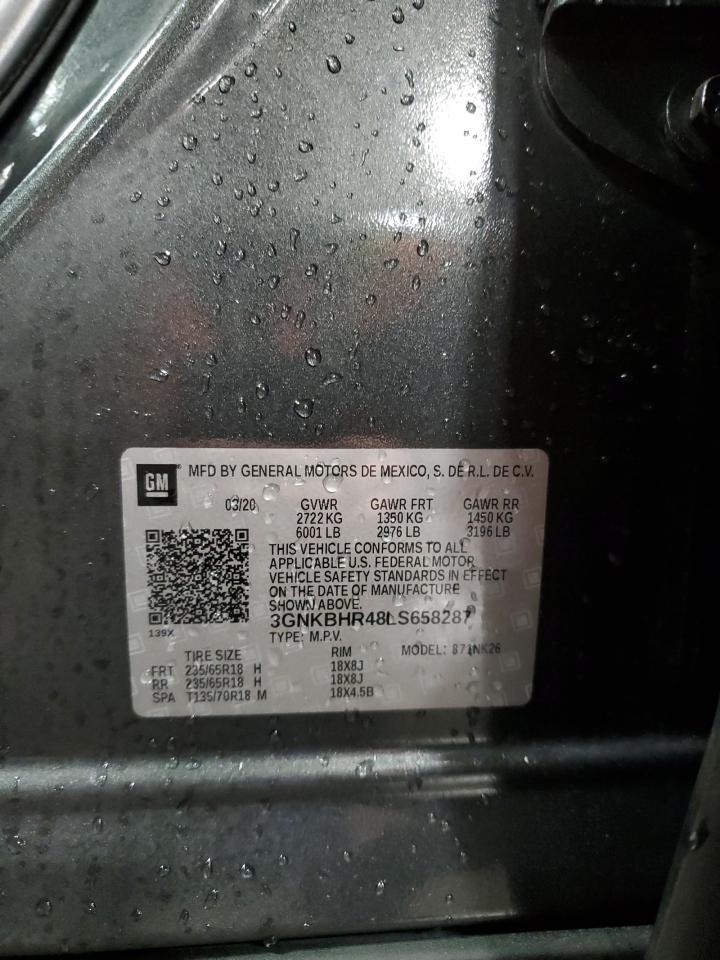 GM ® MFD BY GENERAL MOTORS DE MEXICO, S. DE R.L. DE C.V.
03/20 GVWR GAWR FRT GAWR RR
2722 KG 1350 KG 1450 KG
6001 LB 2976 LB 3196 LB
THIS VEHICLE CONFORMS TO ALL
APPLICABLE U.S. FEDERAL MOTOR
VEHICLE SAFETY STANDARDS IN EFFECT
ON THE DATE OF MANUFACTURE
SHOWN ABOVE.
3GNKBHR48LS658287
139X
TYPE: M.P.V.
TIRE SIZE RIM MODEL: 871NK26
FRT 235/65R18 H 18X8J
RR 235/65R18 H 18X8J
SPA T135/70R18 M 18X4.5B